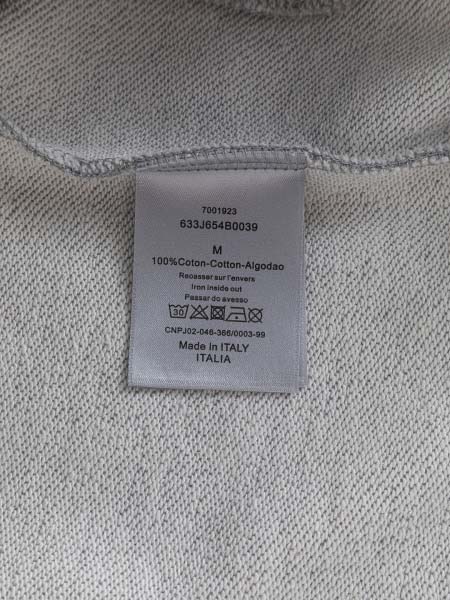 7001923
633J654B0039
M
100%Coton-Cotton-Algodao
Repasser sur l'envers
Iron inside out
Passar do avesso
30
CNPJ02-046-366/0003-99
Made in ITALY
ITALIA